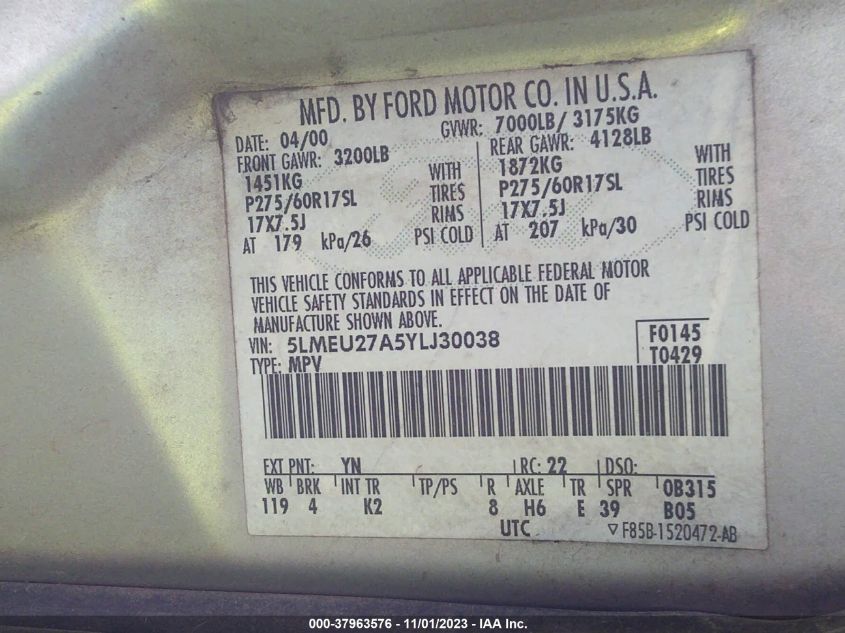 MFD. BY FORD MOTOR CO. IN U.S.A.
DATE: 04/00 GVWR: 7000LB/ 3175KG
FRONT GAWR: 3200LB REAR GAWR: 4128LB
1451KG WITH 1872KG WITH
P275/60R17SL TIRES P275/60R17SL TIRES
17X7.5J RIMS 17X7.5J RIMS
AT 179 kPa/26 PSI COLD AT 207 kPa/30 PSI COLD
THIS VEHICLE CONFORMS TO ALL APPLICABLE FEDERAL MOTOR
VEHICLE SAFETY STANDARDS IN EFFECT ON THE DATE OF
MANUFACTURE SHOWN ABOVE.
VIN: 5LMEU27A5YLJ30038 F0145
TYPE: MPV T0429
EXT PNT: YN RC: 22 DSO:
WB BRK INT TR TP/PS R AXLE TR SPR 0B315
119 4 K2 8 H6 E 39 B05
UTC ▽ F85B-1520472-AB
000-37963576 - 11/01/2023 - IAA Inc.